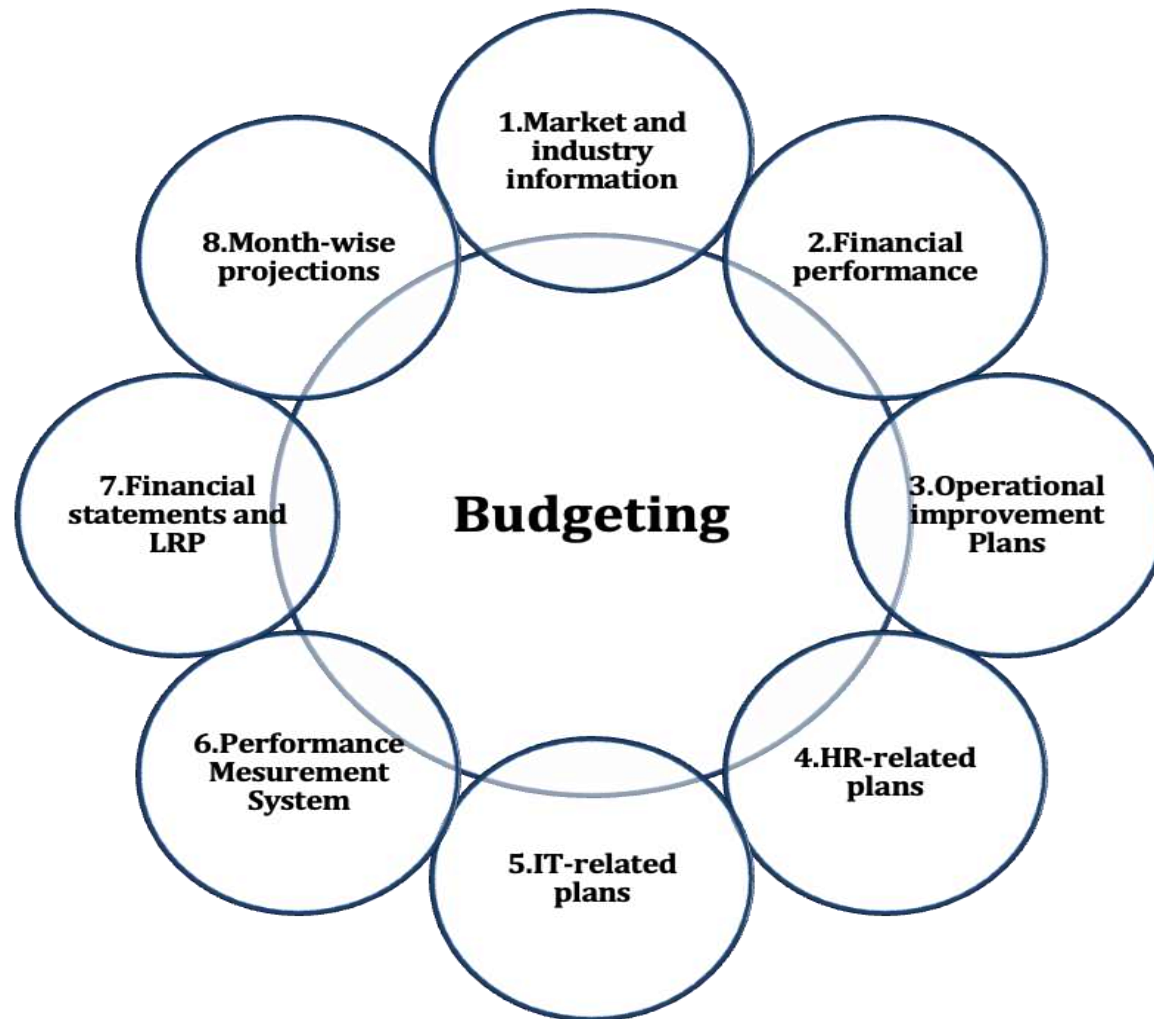 1.Market and
industry
information
2.Financial
performance
3.Operational
improvement
Plans
4.HR-related
plans
5.IT-related
plans
6.Performance
Mesurement
System
7.Financial
statements and
LRP
8.Month-wise
projections
Budgeting